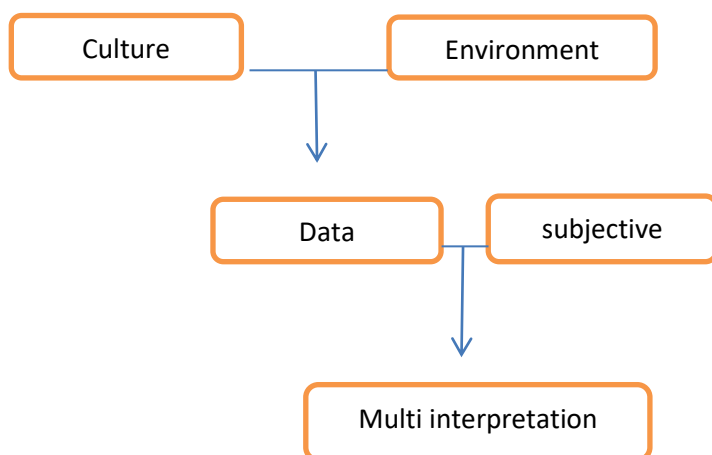 Culture
Environment
Data
subjective
Multi interpretation